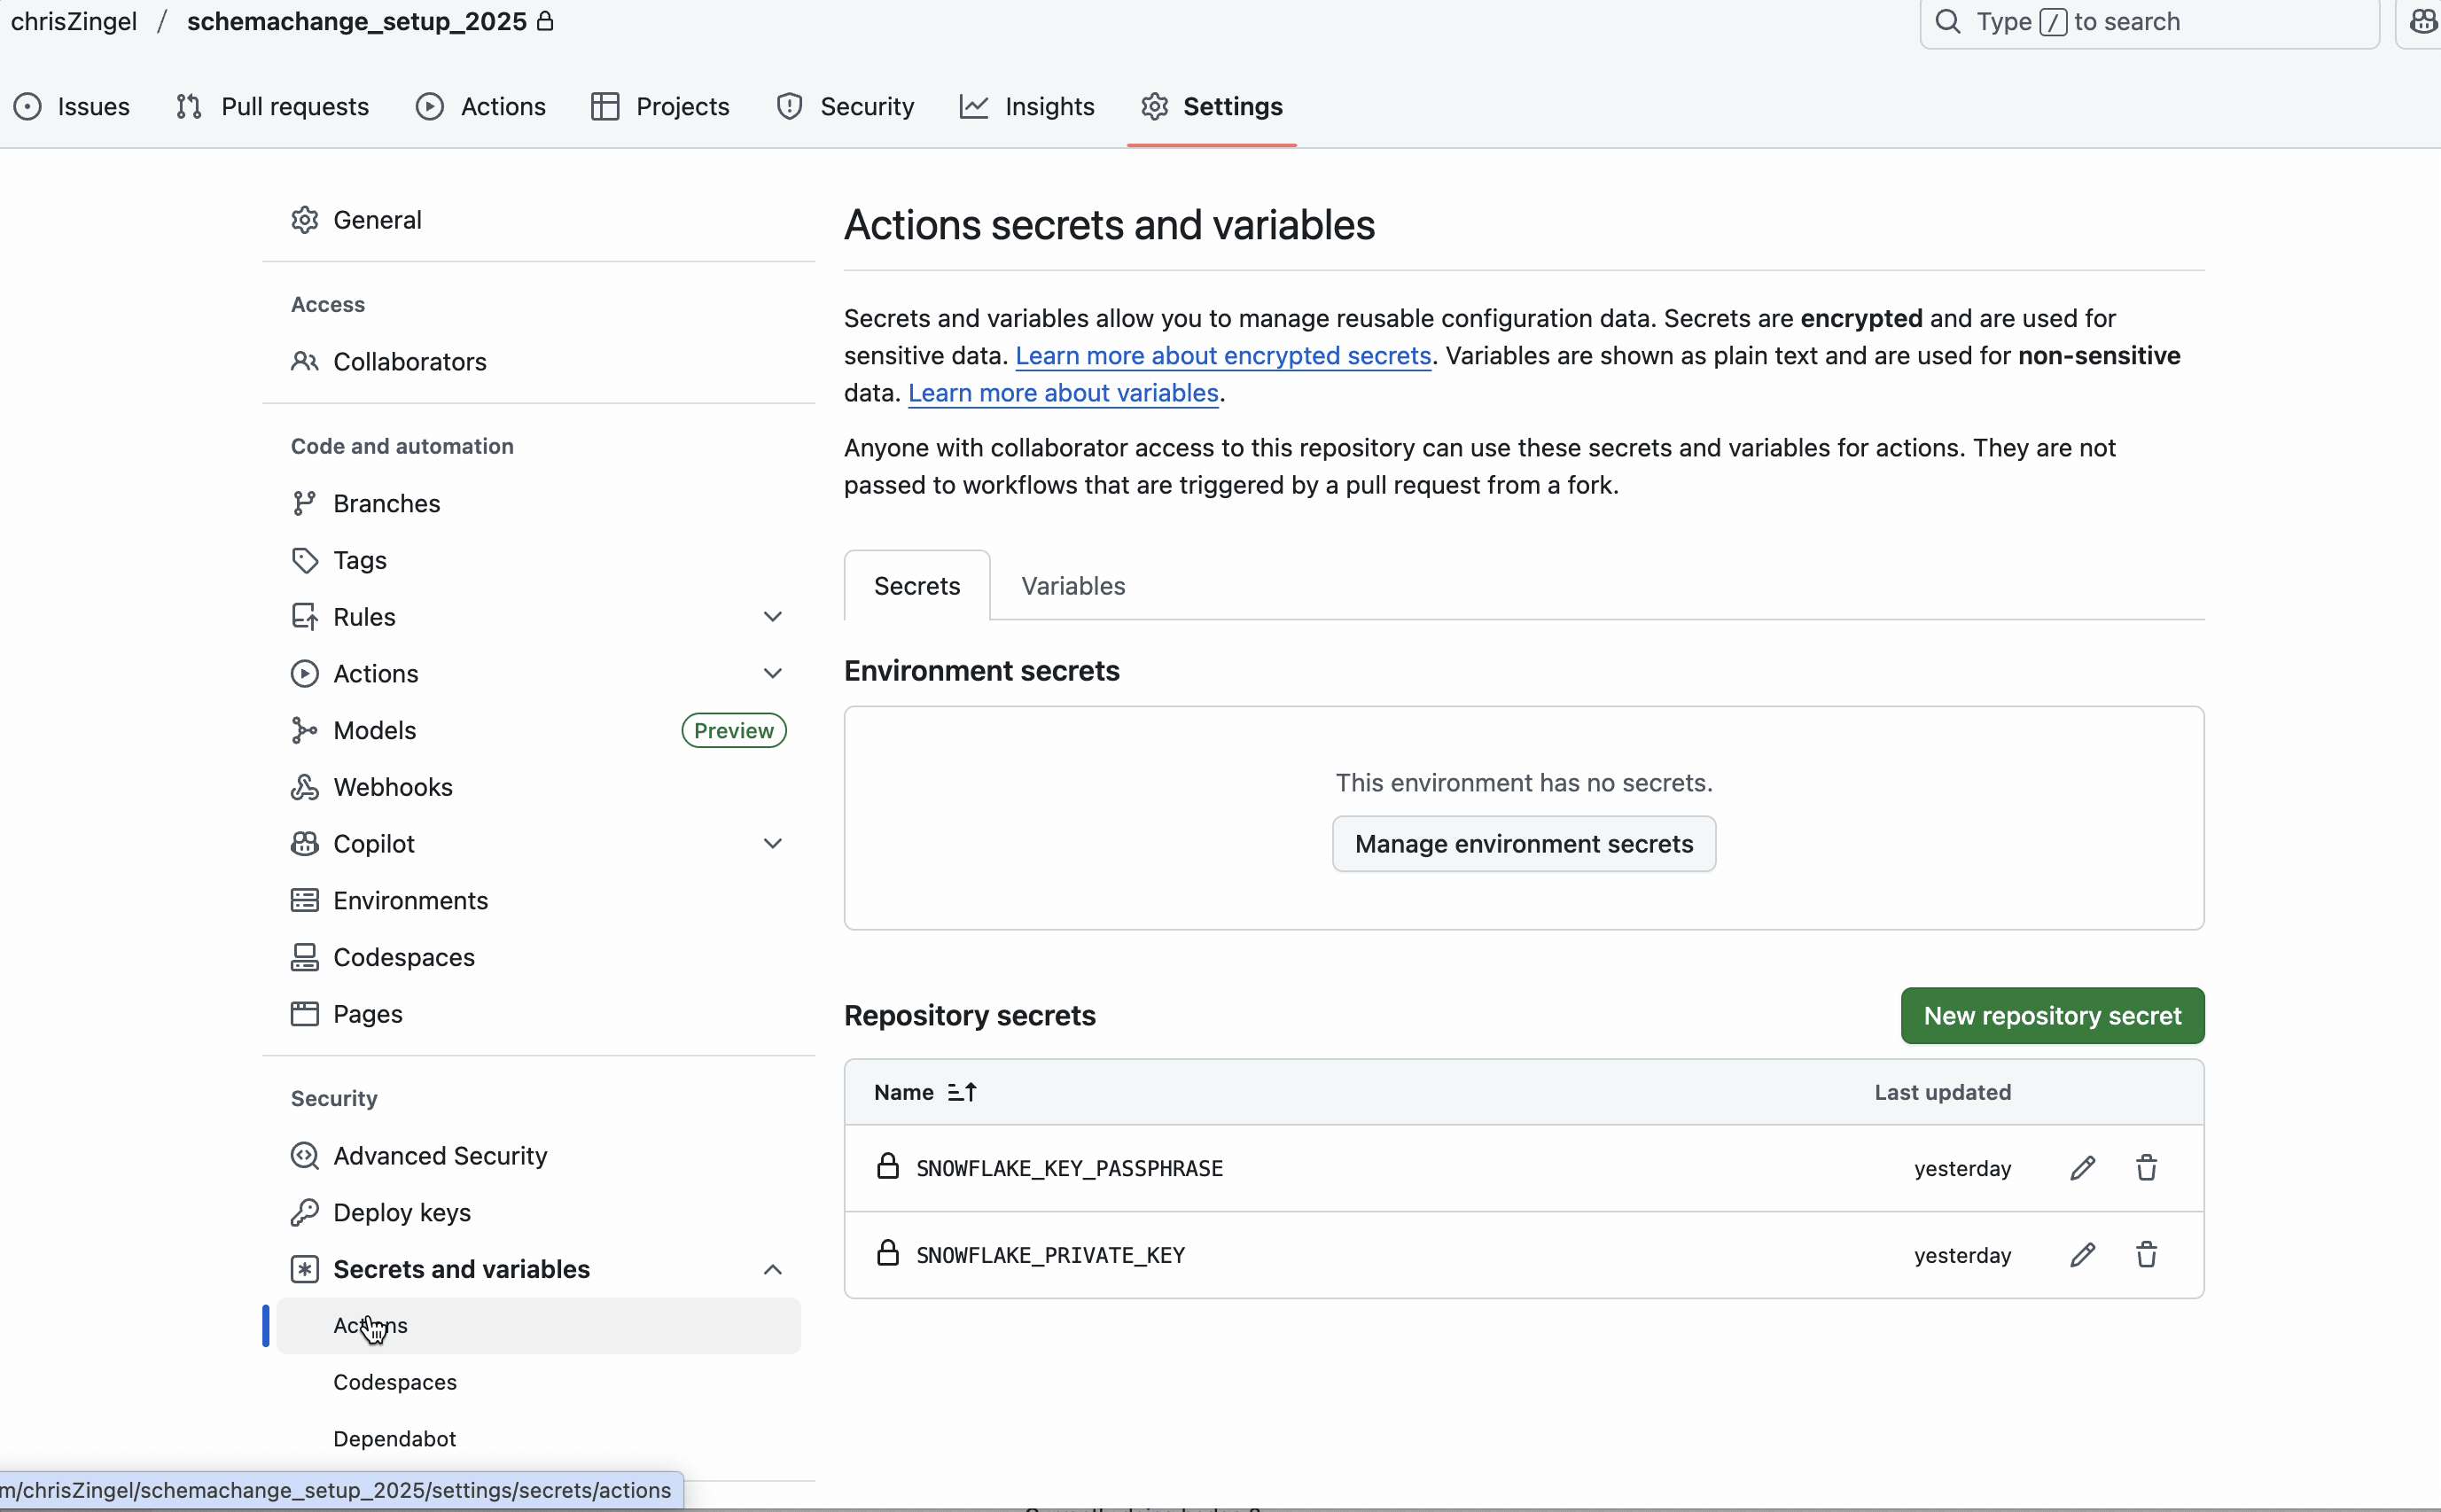 chrisZingel / schemachange_setup_2025
Type / to search
Issues Pull requests Actions Projects Security Insights Settings
General
Access
Collaborators
Code and automation
Branches
Tags
Rules
Actions
Models Preview
Webhooks
Copilot
Environments
Codespaces
Pages
Security
Advanced Security
Deploy keys
Secrets and variables
Actions
Codespaces
Dependabot
m/chrisZingel/schemachange_setup_2025/settings/secrets/actions
Actions secrets and variables
Secrets and variables allow you to manage reusable configuration data. Secrets are encrypted and are used for
sensitive data. Learn more about encrypted secrets. Variables are shown as plain text and are used for non-sensitive
data. Learn more about variables.
Anyone with collaborator access to this repository can use these secrets and variables for actions. They are not
passed to workflows that are triggered by a pull request from a fork.
Secrets Variables
Environment secrets
This environment has no secrets.
Manage environment secrets
Repository secrets New repository secret
Name Last updated
SNOWFLAKE_KEY_PASSPHRASE yesterday
SNOWFLAKE_PRIVATE_KEY yesterday